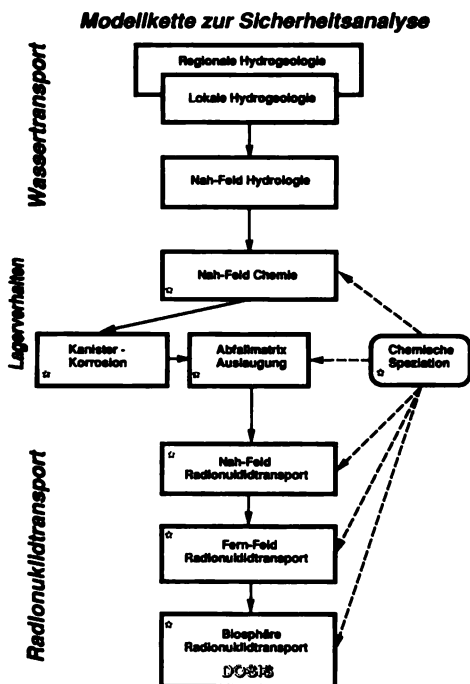 Modellkette zur Sicherheitsanalyse
Wassertransport
Regionale Hydrogeologie
Lokale Hydrogeologie
Nah-Feld Hydrologie
Lagerverhalten
Nah-Feld Chemie
Kanister -
Korrosion
Abfallmatrix
Auslaugung
Chemische
Speziation
Radionuklidtransport
Nah-Feld
Radionuklidtransport
Fern-Feld
Radionuklidtransport
Biosphäre
Radionuklidtransport
DOSIS